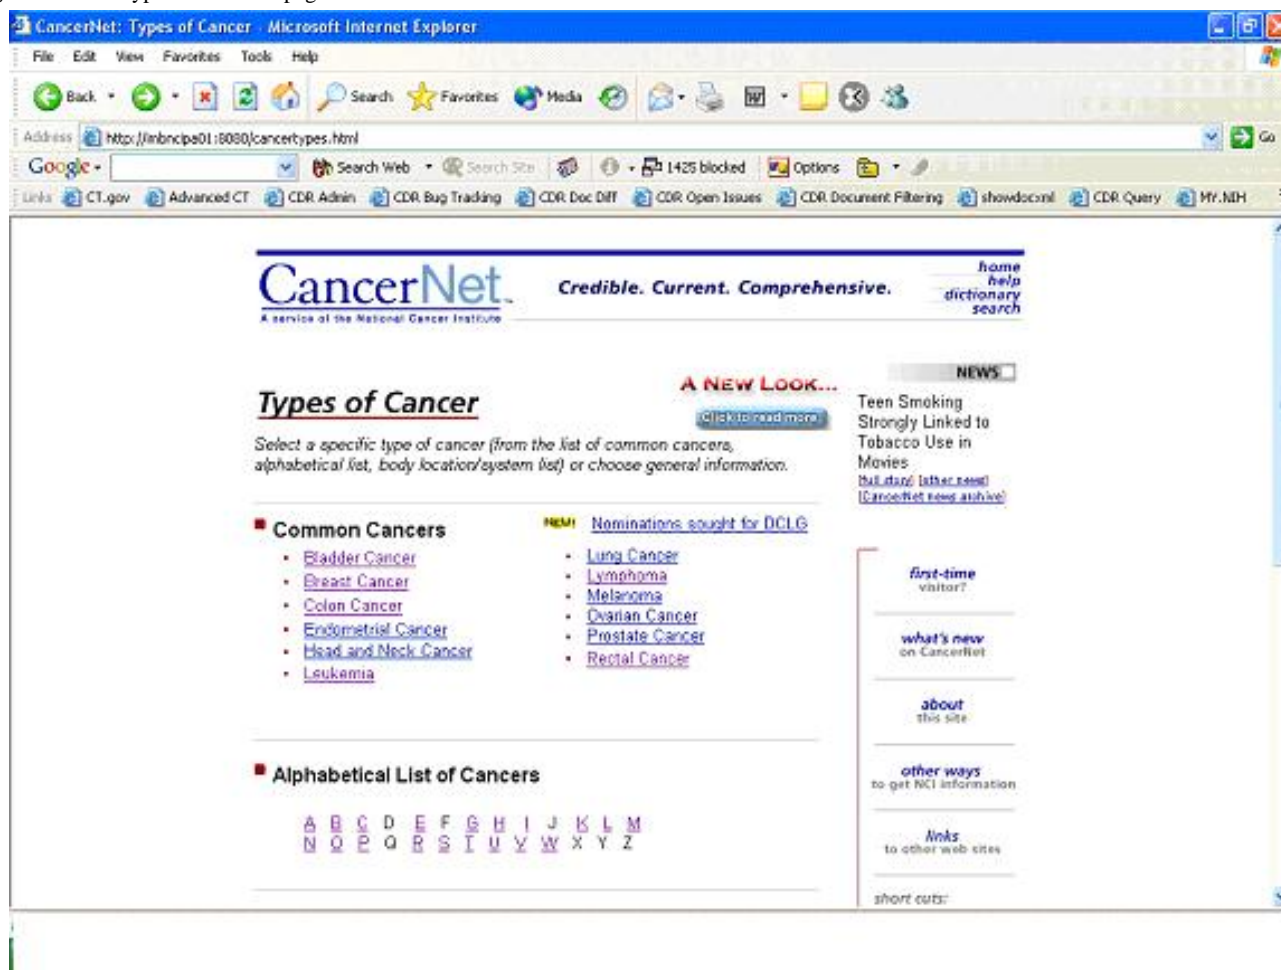 CancerNet: Types of Cancer - Microsoft Internet Explorer
File Edit View Favorites Tools Help
Back Search Favorites Media
Address http://imbncipa01:8080/cancertypes.html Go
Google Search Web Search Site 1425 blocked Options
Links CT.gov Advanced CT CDR Admin CDR Bug Tracking CDR Doc Diff CDR Open Issues CDR Document Filtering showdocxml CDR Query MY.NIH
CancerNet
A service of the National Cancer Institute
Credible. Current. Comprehensive.
home
help
dictionary
search
Types of Cancer
A NEW LOOK...
Click to read more
Select a specific type of cancer (from the list of common cancers,
alphabetical list, body location/system list) or choose general information.
NEWS
Teen Smoking
Strongly Linked to
Tobacco Use in
Movies
[full story] [other news]
[CancerNet news archive]
Common Cancers
Bladder Cancer
Breast Cancer
Colon Cancer
Endometrial Cancer
Head and Neck Cancer
Leukemia
NEW! Nominations sought for DCLG
Lung Cancer
Lymphoma
Melanoma
Ovarian Cancer
Prostate Cancer
Rectal Cancer
Alphabetical List of Cancers
A B C D E F G H I J K L M
N O P Q R S T U V W X Y Z
first-time
visitor?
what's new
on CancerNet
about
this site
other ways
to get NCI information
links
to other web sites
short cuts: